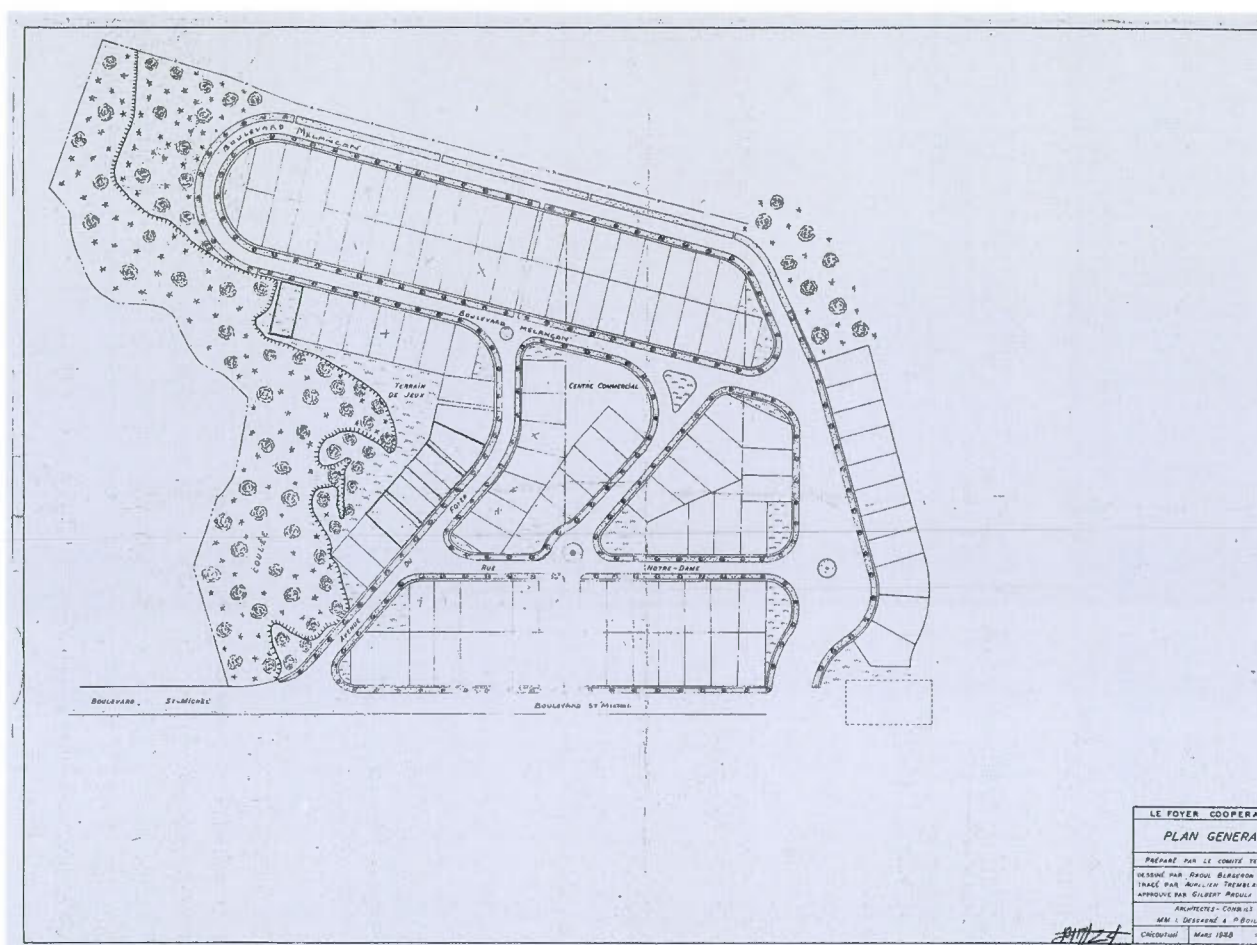 BOULEVARD MELANÇON
BOULEVARD MELANÇON
TERRAIN
DE JEUX
CENTRE COMMERCIAL
COULÉE
AVENUE DU FOYER
RUE NOTRE-DAME
BOULEVARD ST-MICHEL
BOULEVARD ST MICHEL
LE FOYER COOPERA
PLAN GENERA
PRÉPARÉ PAR LE COMITÉ TE
DESSINÉ PAR RAOUL BERGERON
TRACÉ PAR AURÉLIEN TREMBLA
APPROUVÉ PAR GILBERT
ARCHITECTES-CONSEILS
MM. L. DESGAGNÉ & P. BOIL
CHICOUTIMI MARS